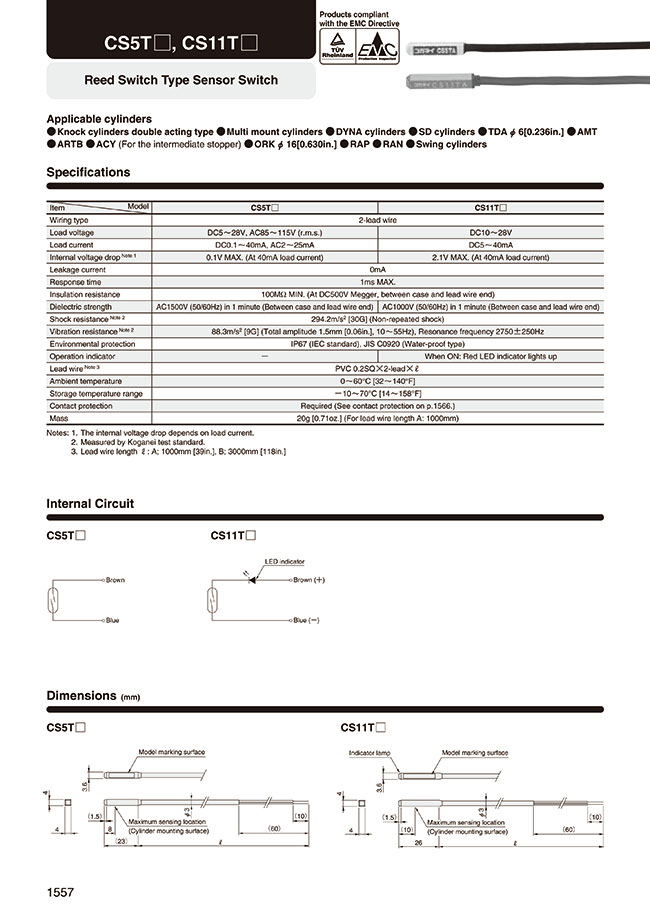 CS5T□, CS11T□
Products compliant
with the EMC Directive
TÜV
Rheinland
EMC
Production inspected
CS5TA
CS11TA
Reed Switch Type Sensor Switch
Applicable cylinders
●Knock cylinders double acting type ●Multi mount cylinders ●DYNA cylinders ●SD cylinders ●TDA φ 6[0.236in.] ●AMT
●ARTB ●ACY (For the intermediate stopper) ●ORK φ 16[0.630in.] ●RAP ●RAN ●Swing cylinders
Specifications
Item Model CS5T□ CS11T□
Wiring type 2-lead wire
Load voltage DC5～28V, AC85～115V (r.m.s.) DC10～28V
Load current DC0.1～40mA, AC2～25mA DC5～40mA
Internal voltage drop Note 1 0.1V MAX. (At 40mA load current) 2.1V MAX. (At 40mA load current)
Leakage current 0mA
Response time 1ms MAX.
Insulation resistance 100MΩ MIN. (At DC500V Megger, between case and lead wire end)
Dielectric strength AC1500V (50/60Hz) in 1 minute (Between case and lead wire end) AC1000V (50/60Hz) in 1 minute (Between case and lead wire end)
Shock resistance Note 2 294.2m/s² [30G] (Non-repeated shock)
Vibration resistance Note 2 88.3m/s² [9G] (Total amplitude 1.5mm [0.06in.], 10～55Hz), Resonance frequency 2750±250Hz
Environmental protection IP67 (IEC standard), JIS C0920 (Water-proof type)
Operation indicator － When ON: Red LED indicator lights up
Lead wire Note 3 PVC 0.2SQ×2-lead×ℓ
Ambient temperature 0～60°C [32～140°F]
Storage temperature range －10～70°C [14～158°F]
Contact protection Required (See contact protection on p.1566.)
Mass 20g [0.71oz.] (For lead wire length A: 1000mm)
Notes: 1. The internal voltage drop depends on load current.
2. Measured by Koganei test standard.
3. Lead wire length ℓ : A; 1000mm [39in.], B; 3000mm [118in.]
Internal Circuit
CS5T□ CS11T□
LED indicator
Brown Brown (＋)
Blue Blue (－)
Dimensions (mm)
CS5T□ CS11T□
Model marking surface Indicator lamp Model marking surface
3.6 3.6
4 4
(1.5) φ3 (10) (1.5) φ3 (10)
Maximum sensing location Maximum sensing location
4 8 (Cylinder mounting surface) (60) 4 (10) (Cylinder mounting surface) (60)
(23) ℓ 26 ℓ
1557